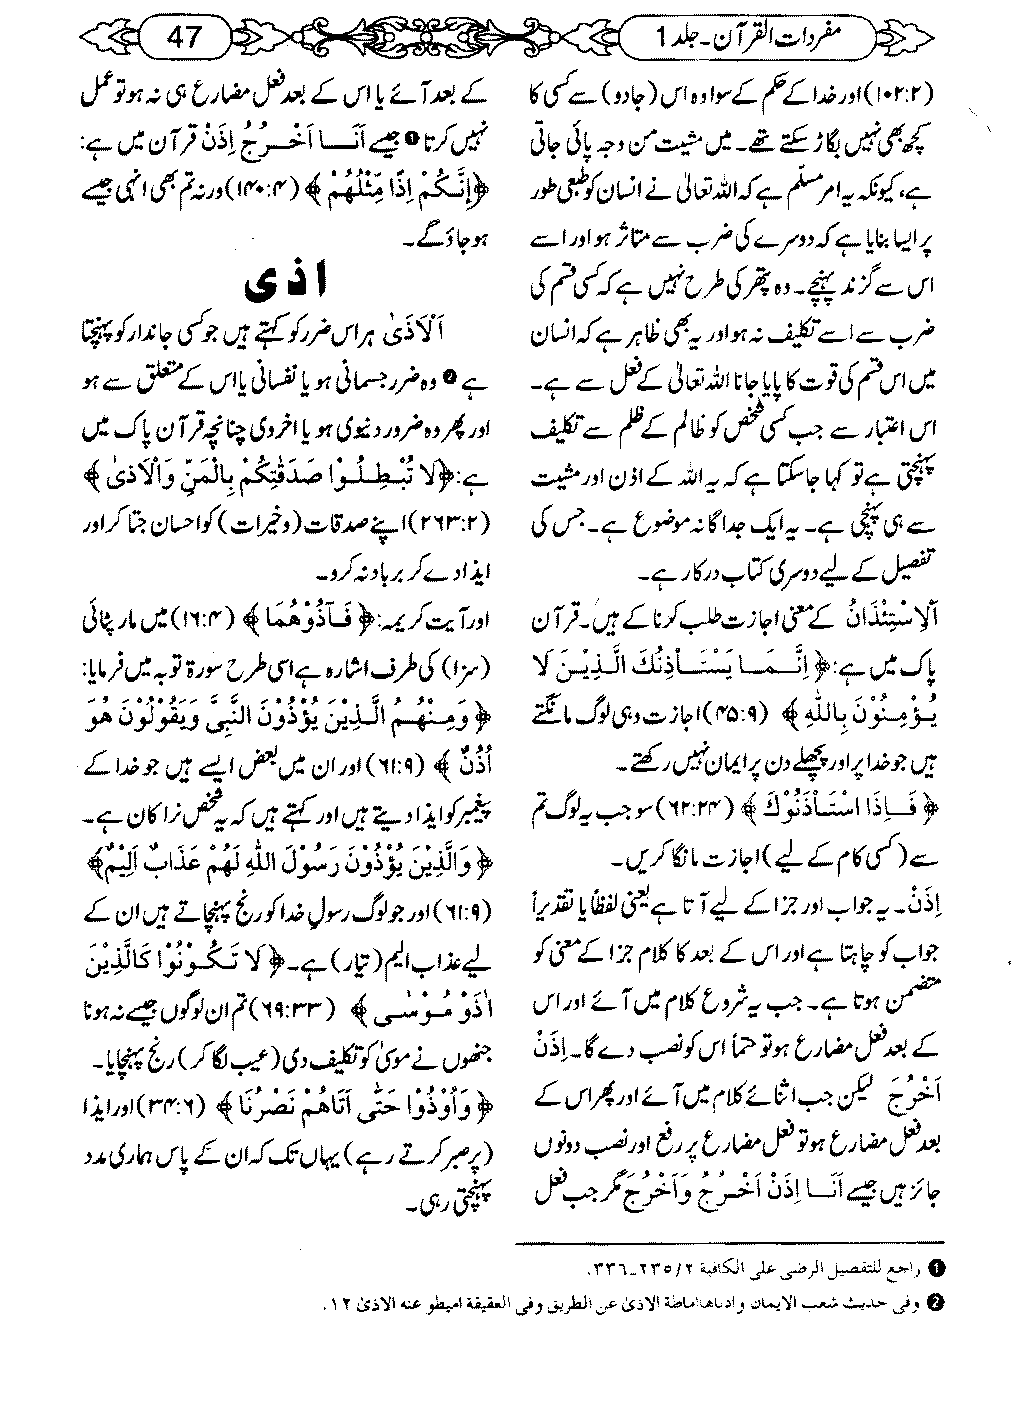 مفردات القرآن۔ جلد 1
47
(۱۰۲:۲) اور خدا کے حکم کے سوا وہ اس (جادو) سے کسی کا
کچھ بھی نہیں بگاڑ سکتے تھے۔ میں مشیت من وجہ پائی جاتی
ہے، کیونکہ یہ امر مسلّم ہے کہ اللہ تعالیٰ نے انسان کو طبعی طور
پر ایسا بنایا ہے کہ دوسرے کی ضرب سے متاثر ہو اور اسے
اس سے گزند پہنچے۔ وہ پتھر کی طرح نہیں ہے کہ کسی قسم کی
ضرب سے اسے تکلیف نہ ہو اور یہ بھی ظاہر ہے کہ انسان
میں اس قسم کی قوت کا پایا جانا اللہ تعالیٰ کے فعل سے ہے۔
اس اعتبار سے جب کسی شخص کو ظالم کے ظلم سے تکلیف
پہنچتی ہے تو کہا جاسکتا ہے کہ یہ اللہ کے اذن اور مشیت
سے ہی پہنچی ہے۔ یہ ایک جداگانہ موضوع ہے۔ جس کی
تفصیل کے لیے دوسری کتاب درکار ہے۔
اَلْاِسْتِئْذَانُ کے معنی اجازت طلب کرنا کے ہیں۔ قرآن
پاک میں ہے: ﴿اِنَّمَا يَسْتَاْذِنُكَ الَّذِيْنَ لَا
يُؤْمِنُوْنَ بِاللّٰهِ﴾ (۴۵:۹) اجازت وہی لوگ مانگتے
ہیں جو خدا پر اور پچھلے دن پر ایمان نہیں رکھتے۔
﴿فَاِذَا اسْتَاْذَنُوْكَ﴾ (۶۲:۲۴) سو جب یہ لوگ تم
سے (کسی کام کے لیے) اجازت مانگا کریں۔
اِذَنْ۔ یہ جواب اور جزا کے لیے آتا ہے یعنی لفظاً یا تقدیراً
جواب کو چاہتا ہے اور اس کے بعد کا کلام جزا کے معنی کو
متضمن ہوتا ہے۔ جب یہ شروع کلام میں آئے اور اس
کے بعد فعل مضارع ہو تو حتماً اس کو نصب دے گا۔ اِذَنْ
اَخْرُجَ لیکن جب اثنائے کلام میں آئے اور پھر اس کے
بعد فعل مضارع ہو تو فعل مضارع پر رفع اور نصب دونوں
جائز ہیں جیسے اَنَا اِذَنْ اَخْرُجُ وَاَخْرُجَ مگر جب فعل
کے بعد آئے یا اس کے بعد فعل مضارع ہی نہ ہو تو عمل
نہیں کرتا ❶ جیسے اَنَا اَخْرُجُ اِذَنْ قرآن میں ہے:
﴿اِنَّكُمْ اِذًا مِّثْلُهُمْ﴾ (۱۴۰:۴) ورنہ تم بھی انہی جیسے
ہو جاؤ گے۔
اذی
اَلْاَذٰی ہر اس ضرر کو کہتے ہیں جو کسی جاندار کو پہنچتا
ہے ❷ وہ ضرر جسمانی ہو یا نفسانی یا اس کے متعلق سے ہو
اور پھر وہ ضرور دنیوی ہو یا اخروی چنانچہ قرآن پاک میں
ہے: ﴿لَا تُبْطِلُوْا صَدَقٰتِكُمْ بِالْمَنِّ وَالْاَذٰى﴾
(۲۶۳:۲) اپنے صدقات (وخیرات) کو احسان جتا کر اور
ایذا دے کر برباد نہ کرو۔
اور آیت کریمہ: ﴿فَاٰذُوْهُمَا﴾ (۱۶:۴) میں مار پٹائی
(سزا) کی طرف اشارہ ہے اسی طرح سورۃ توبہ میں فرمایا:
﴿وَمِنْهُمُ الَّذِيْنَ يُؤْذُوْنَ النَّبِىَّ وَيَقُوْلُوْنَ هُوَ
اُذُنٌ﴾ (۶۱:۹) اور ان میں بعض ایسے ہیں جو خدا کے
پیغمبر کو ایذا دیتے ہیں اور کہتے ہیں کہ یہ شخص نرا کان ہے۔
﴿وَالَّذِيْنَ يُؤْذُوْنَ رَسُوْلَ اللّٰهِ لَهُمْ عَذَابٌ اَلِيْمٌ﴾
(۶۱:۹) اور جو لوگ رسولِ خدا کو رنج پہنچاتے ہیں ان کے
لیے عذاب الیم (تیار) ہے۔ ﴿لَا تَكُوْنُوْا كَالَّذِيْنَ
اٰذَوْ مُوْسٰى﴾ (۶۹:۳۳) تم ان لوگوں جیسے نہ ہونا
جنھوں نے موسیٰ کو تکلیف دی (عیب لگا کر) رنج پہنچایا۔
﴿وَاُوْذُوْا حَتّٰى اَتَاهُمْ نَصْرُنَا﴾ (۳۴:۶) اور ایذا
(پر صبر کرتے رہے) یہاں تک کہ ان کے پاس ہماری مدد
پہنچتی رہی۔
❶ راجع للتفصیل الرضی علی الکافیۃ ۲/۲۳۵۔۳۳۶.
❷ وفی حدیث شعب الایمان وادناھا اماطۃ الاذیٰ عن الطریق وفی العقیقۃ امیطو عنہ الاذیٰ ۱۲.